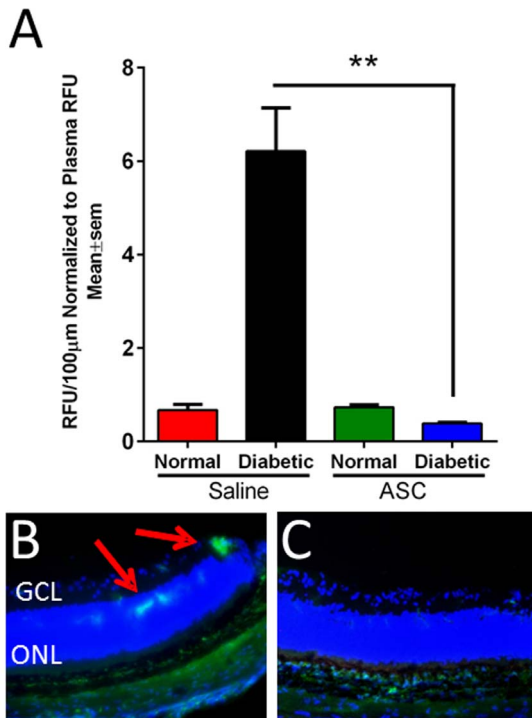 A
RFU/100µm Normalized to Plasma RFU
Mean±sem
8
6
4
2
0
**
Normal Diabetic Normal Diabetic
Saline ASC
B
GCL
ONL
C